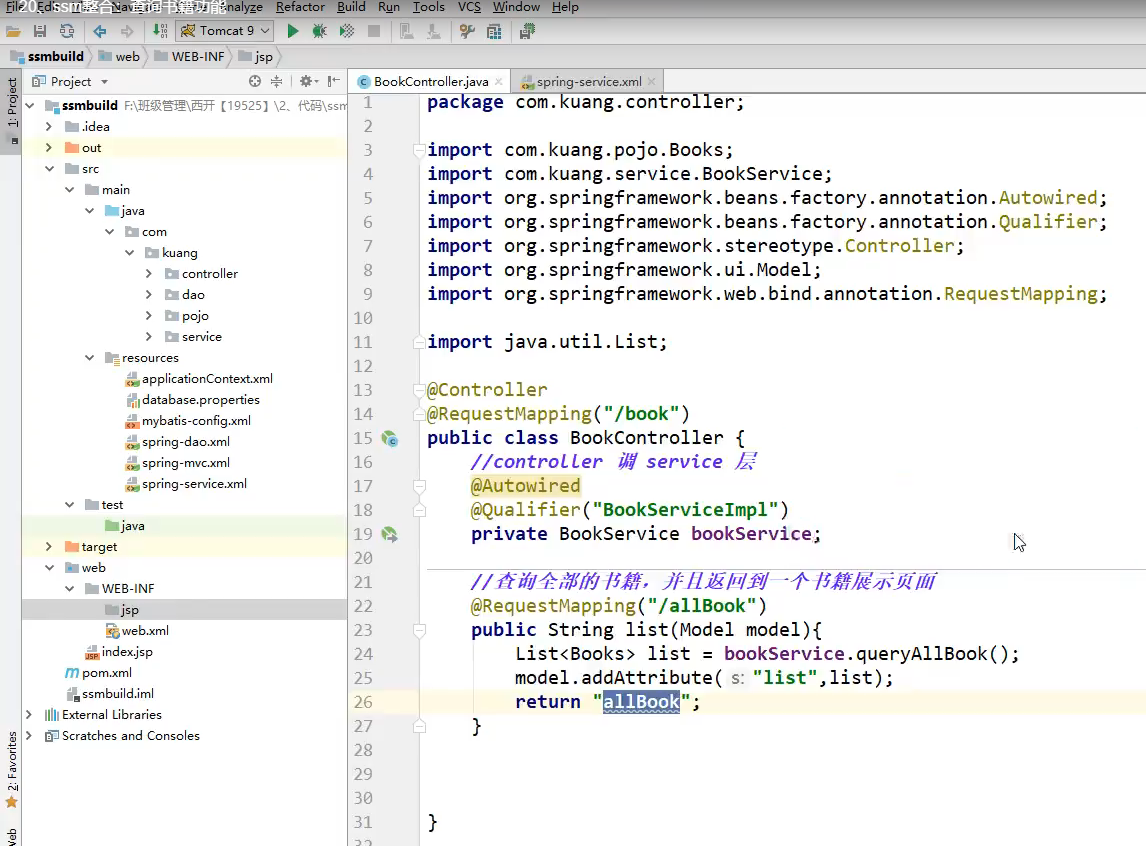 File Edit View Navigate Code Analyze Refactor Build Run Tools VCS Window Help
20、ssm整合：查询书籍功能
Tomcat 9
ssmbuild web WEB-INF jsp
1: Project
2: Favorites
Project
ssmbuild F:\班级管理\西开【19525】\2、代码\ssm
.idea
out
src
main
java
com
kuang
controller
dao
pojo
service
resources
applicationContext.xml
database.properties
mybatis-config.xml
spring-dao.xml
spring-mvc.xml
spring-service.xml
test
java
target
web
WEB-INF
jsp
web.xml
index.jsp
pom.xml
ssmbuild.iml
External Libraries
Scratches and Consoles
BookController.java spring-service.xml
1 package com.kuang.controller;
2
3 import com.kuang.pojo.Books;
4 import com.kuang.service.BookService;
5 import org.springframework.beans.factory.annotation.Autowired;
6 import org.springframework.beans.factory.annotation.Qualifier;
7 import org.springframework.stereotype.Controller;
8 import org.springframework.ui.Model;
9 import org.springframework.web.bind.annotation.RequestMapping;
10
11 import java.util.List;
12
13 @Controller
14 @RequestMapping("/book")
15 public class BookController {
16 //controller 调 service 层
17 @Autowired
18 @Qualifier("BookServiceImpl")
19 private BookService bookService;
20
21 //查询全部的书籍，并且返回到一个书籍展示页面
22 @RequestMapping("/allBook")
23 public String list(Model model){
24 List<Books> list = bookService.queryAllBook();
25 model.addAttribute( s: "list",list);
26 return "allBook";
27 }
28
29
30
31 }
32